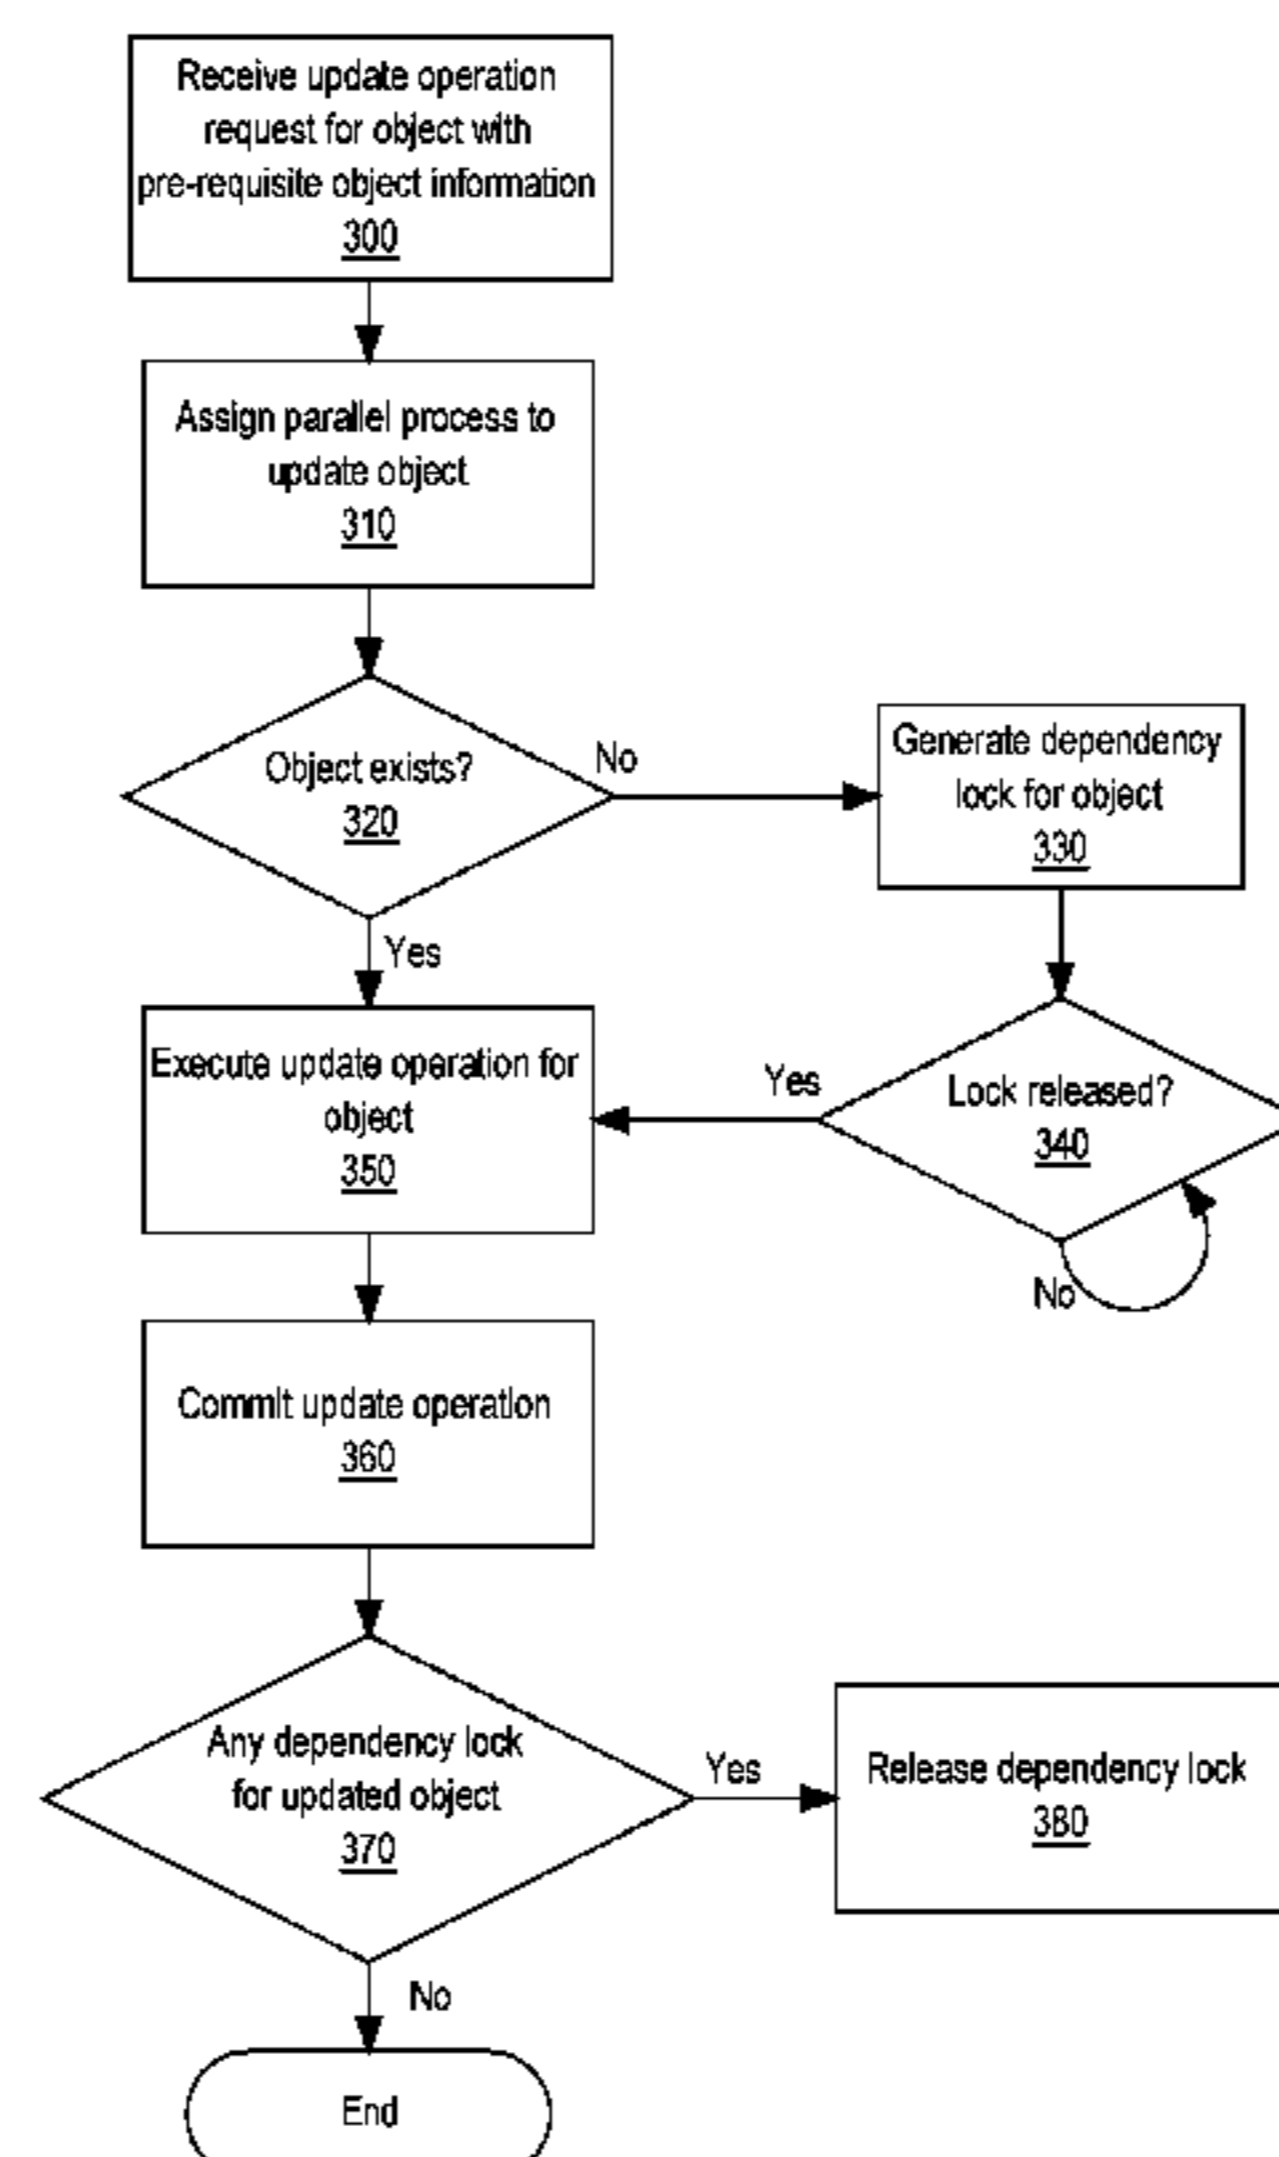 Receive update operation
request for object with
pre-requisite object information
300
Assign parallel process to
update object
310
Object exists?
320
No
Generate dependency
lock for object
330
Yes
Execute update operation for
object
350
Yes
Lock released?
340
No
Commit update operation
360
Any dependency lock
for updated object
370
Yes
Release dependency lock
380
No
End